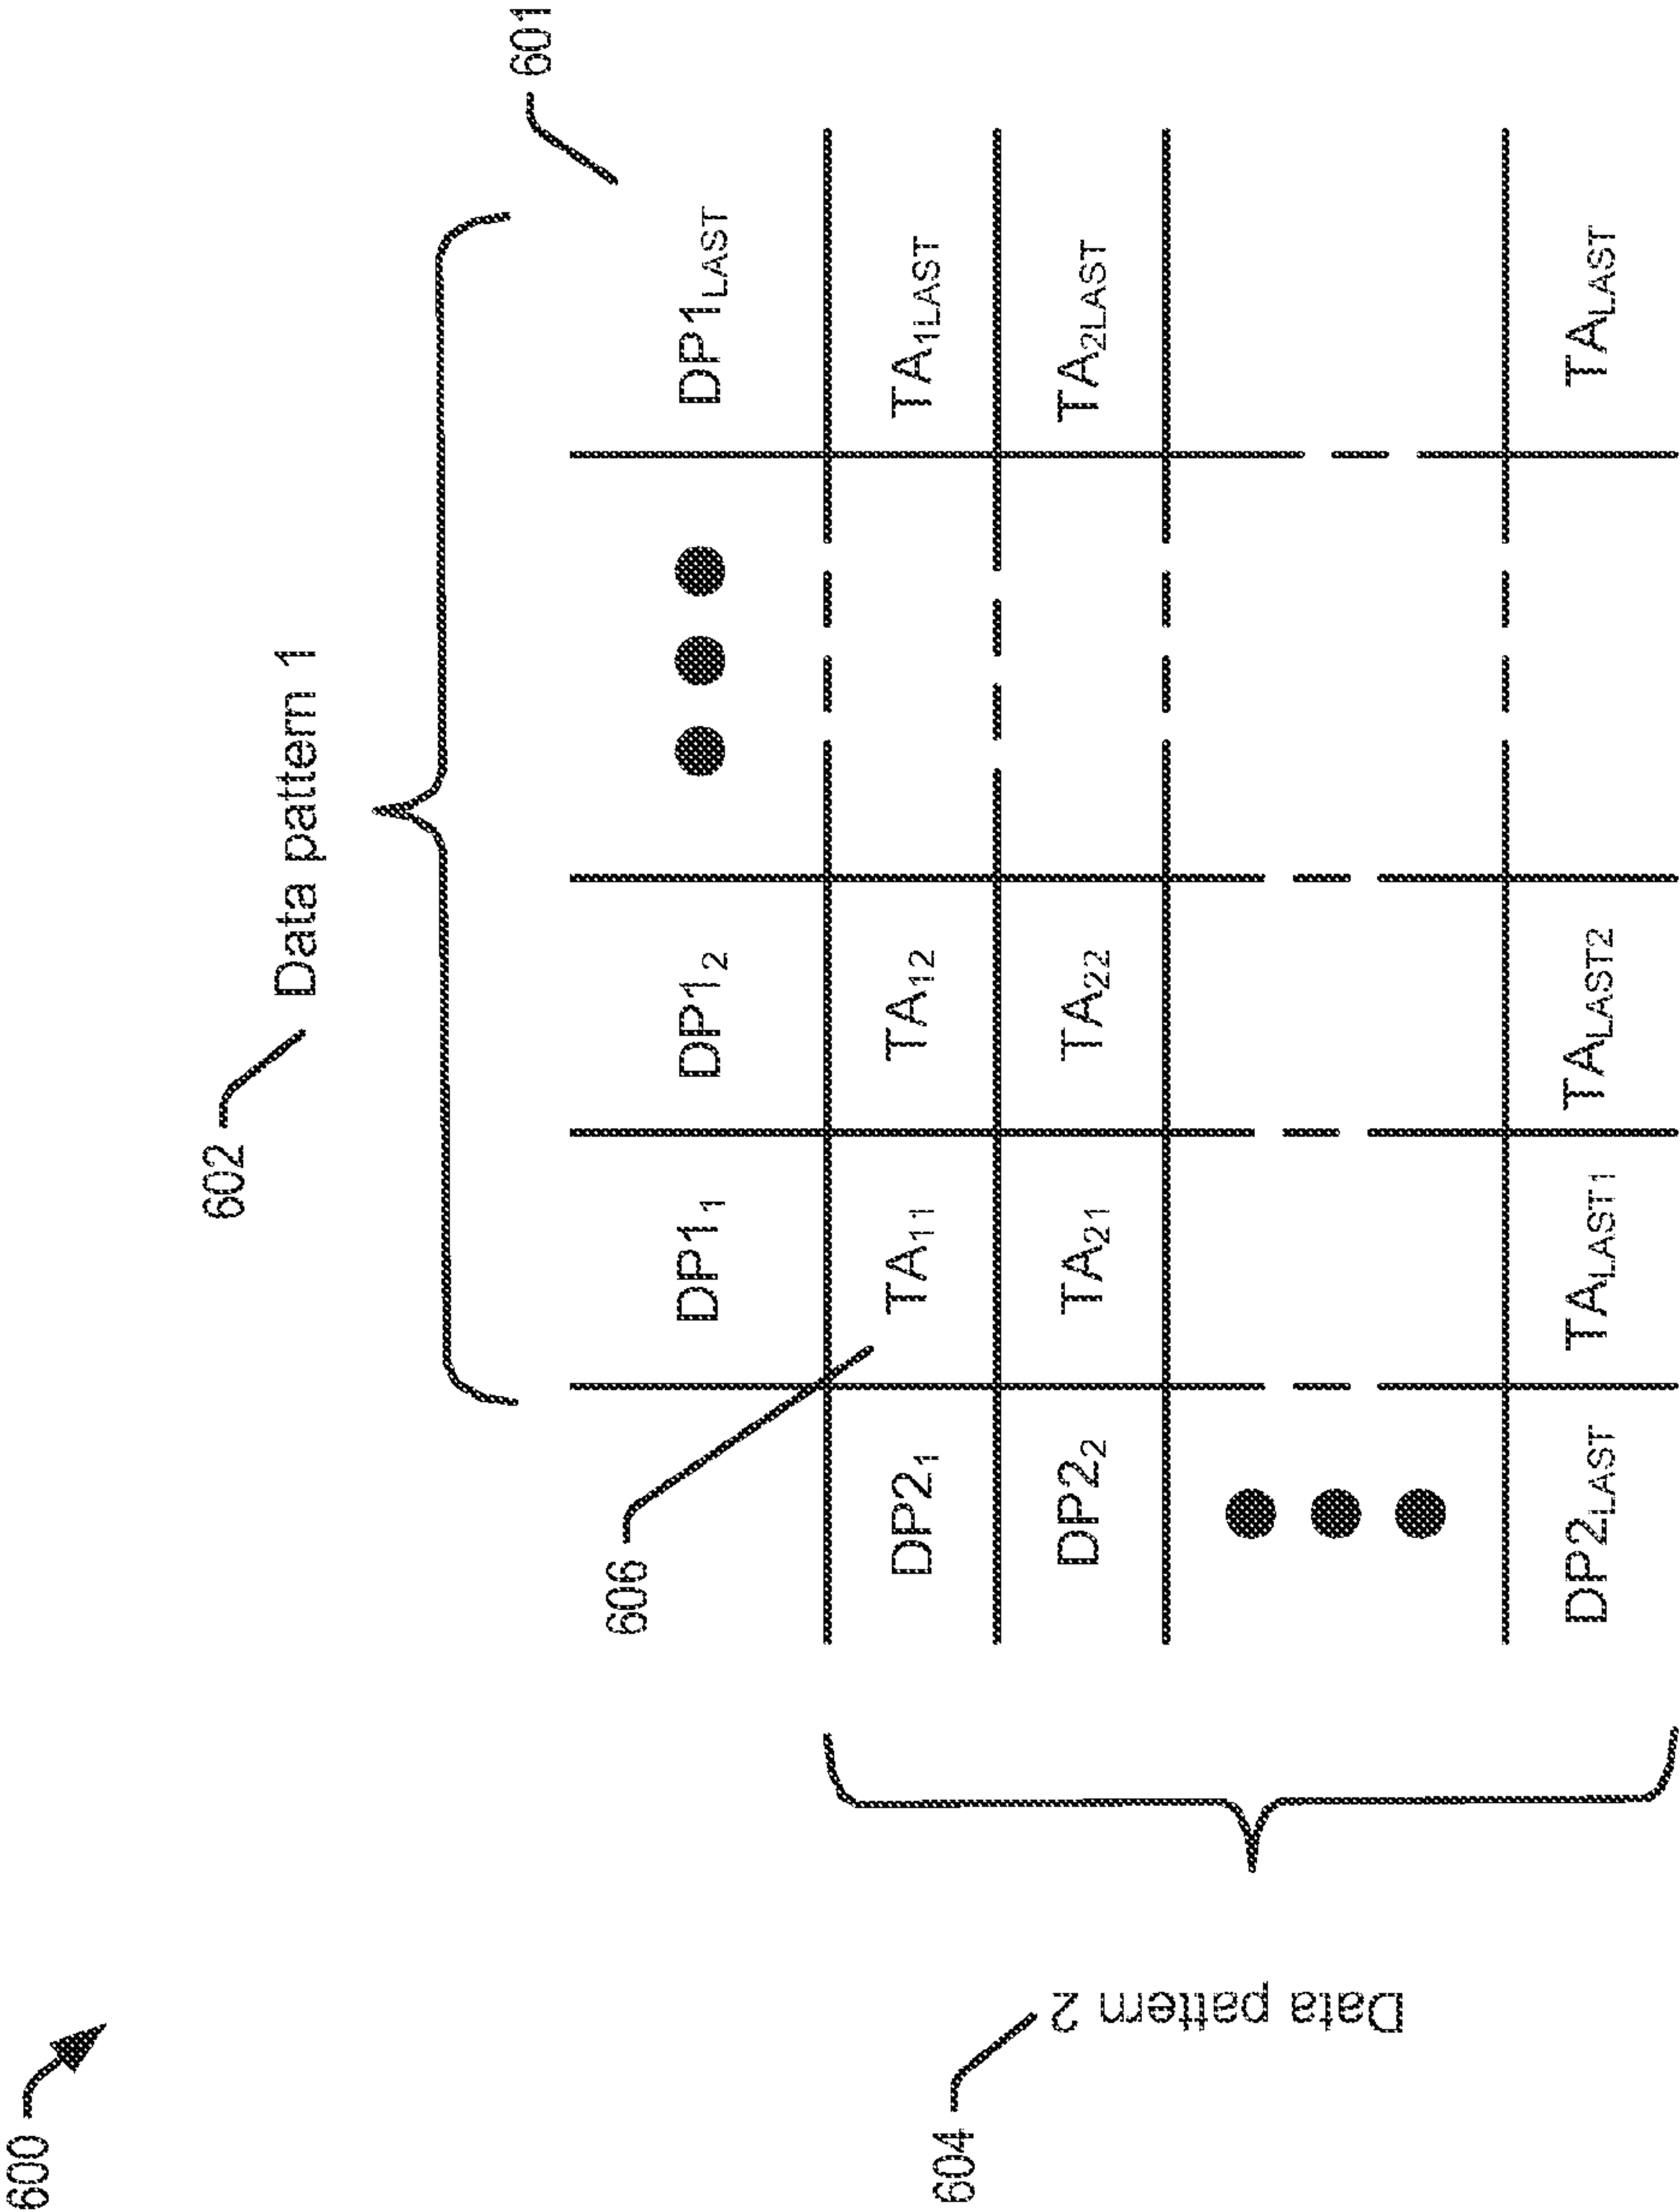 600
602
Data pattern 1
601
606
DP1₁ DP1₂ DP1LAST
604
Data pattern 2
DP2₁ TA₁₁ TA₁₂ TA₁LAST
DP2₂ TA₂₁ TA₂₂ TA₂LAST
DP2LAST TALAST1 TALAST2 TALAST